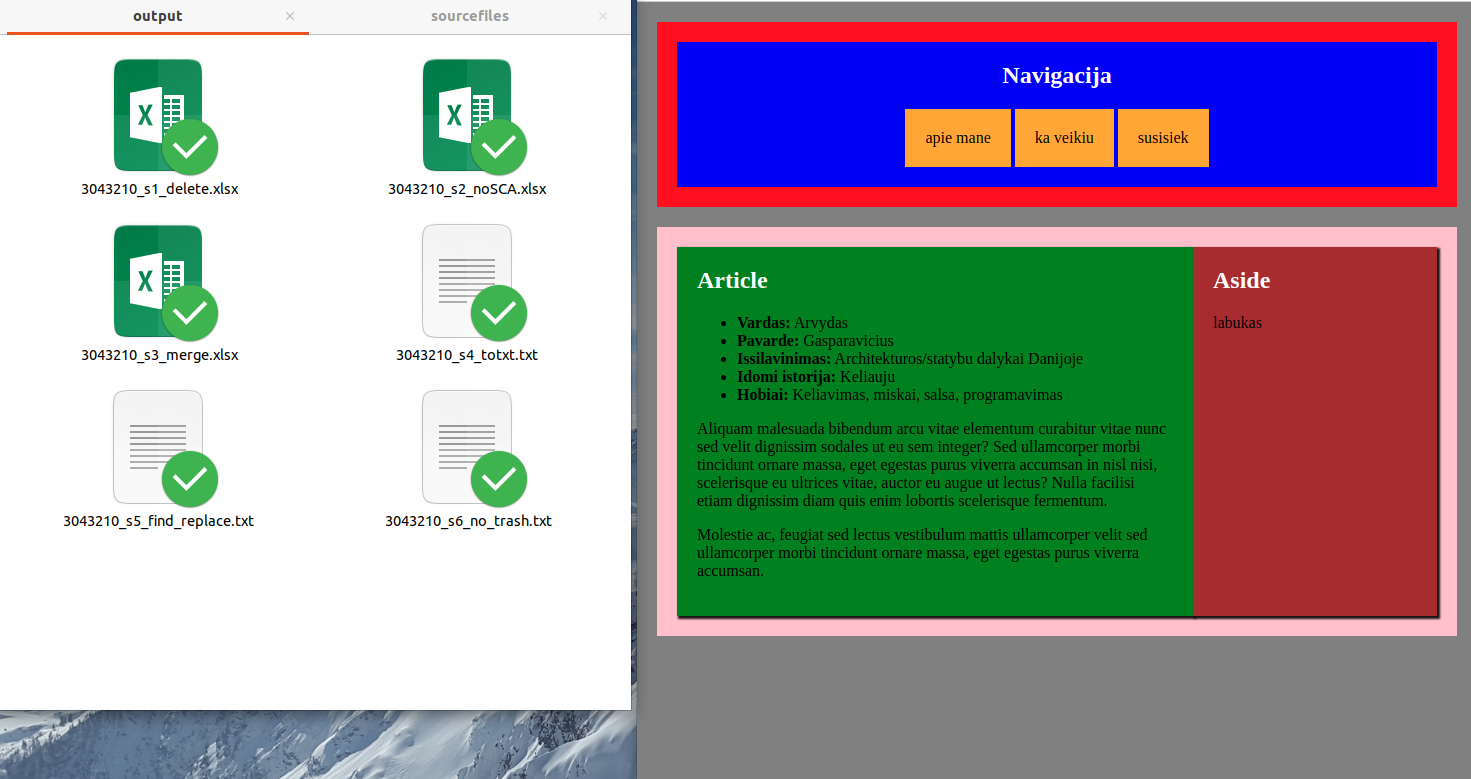 output
sourcefiles
3043210_s1_delete.xlsx
3043210_s2_noSCA.xlsx
3043210_s3_merge.xlsx
3043210_s4_totxt.txt
3043210_s5_find_replace.txt
3043210_s6_no_trash.txt
Navigacija
apie mane
ka veikiu
susisiek
Article
Vardas: Arvydas
Pavarde: Gasparavicius
Issilavinimas: Architekturos/statybu dalykai Danijoje
Idomi istorija: Keliauju
Hobiai: Keliavimas, miskai, salsa, programavimas
Aliquam malesuada bibendum arcu vitae elementum curabitur vitae nunc
sed velit dignissim sodales ut eu sem integer? Sed ullamcorper morbi
tincidunt ornare massa, eget egestas purus viverra accumsan in nisl nisi,
scelerisque eu ultrices vitae, auctor eu augue ut lectus? Nulla facilisi
etiam dignissim diam quis enim lobortis scelerisque fermentum.
Molestie ac, feugiat sed lectus vestibulum mattis ullamcorper velit sed
ullamcorper morbi tincidunt ornare massa, eget egestas purus viverra
accumsan.
Aside
labukas